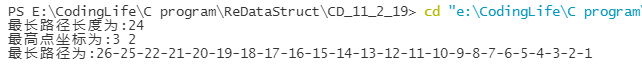 PS E:\CodingLife\C program\ReDataStruct\CD_11_2_19> cd "e:\CodingLife\C program\
最长路径长度为:24
最高点坐标为:3 2
最长路径为:26-25-22-21-20-19-18-17-16-15-14-13-12-11-10-9-8-7-6-5-4-3-2-1